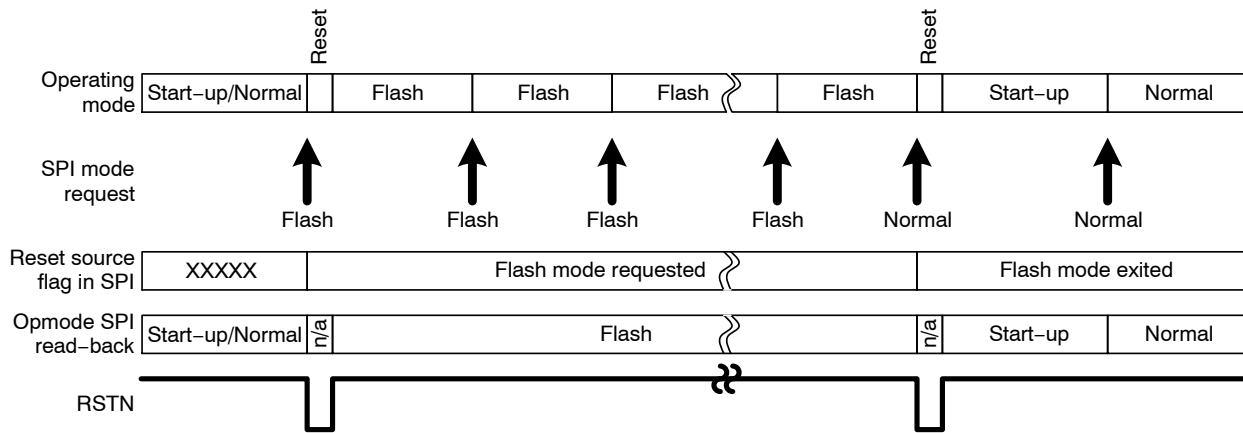 Reset
Reset
Operating
mode
Start–up/Normal
Flash
Flash
Flash
Flash
Start–up
Normal
SPI mode
request
Flash
Flash
Flash
Flash
Normal
Normal
Reset source
flag in SPI
XXXXX
Flash mode requested
Flash mode exited
Opmode SPI
read–back
Start–up/Normal
n/a
Flash
n/a
Start–up
Normal
RSTN